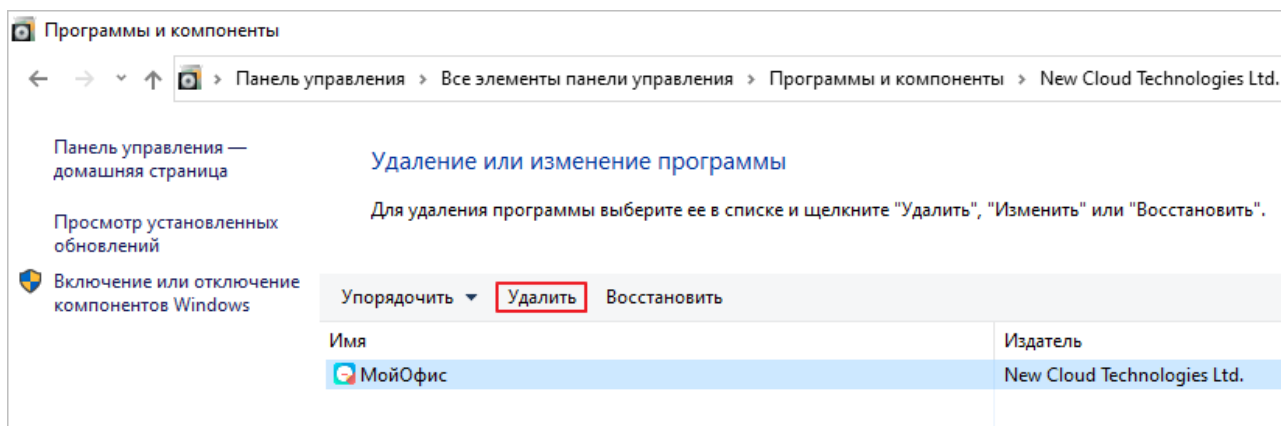 Программы и компоненты
Панель управления > Все элементы панели управления > Программы и компоненты > New Cloud Technologies Ltd.
Панель управления —
домашняя страница
Просмотр установленных
обновлений
Включение или отключение
компонентов Windows
Удаление или изменение программы
Для удаления программы выберите ее в списке и щелкните "Удалить", "Изменить" или "Восстановить".
Упорядочить Удалить Восстановить
Имя Издатель
МойОфис New Cloud Technologies Ltd.